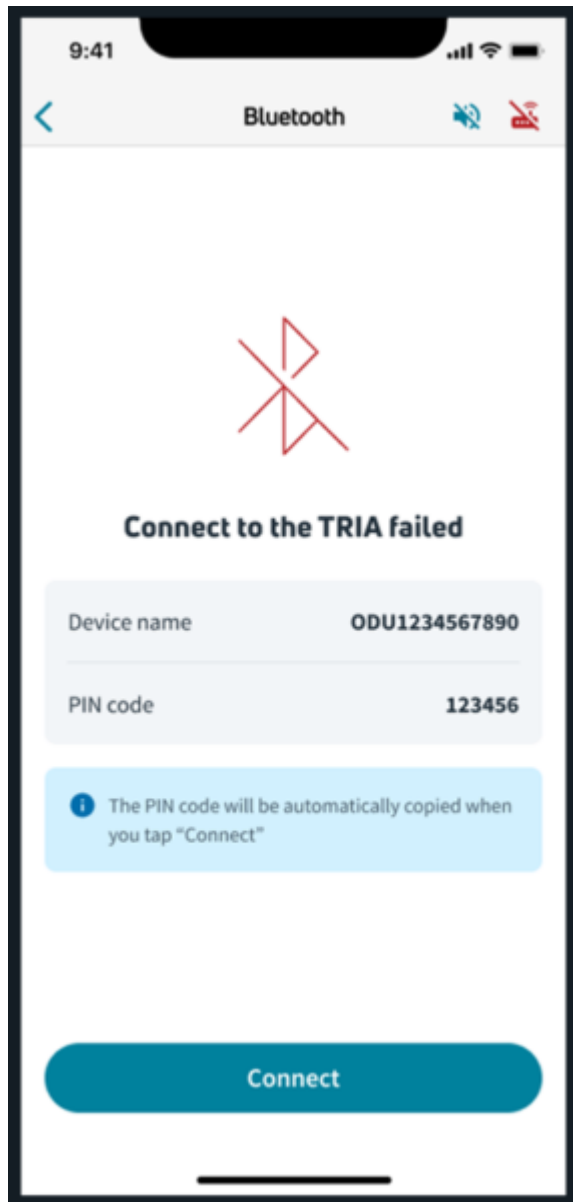 9:41
Bluetooth
Connect to the TRIA failed
Device name ODU1234567890
PIN code 123456
The PIN code will be automatically copied when
you tap “Connect”
Connect